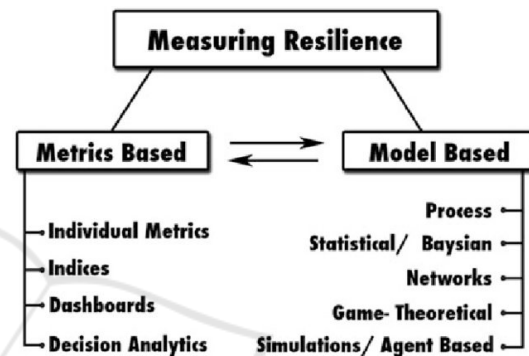 Measuring Resilience
Metrics Based
Model Based
Individual Metrics
Indices
Dashboards
Decision Analytics
Process
Statistical/ Baysian
Networks
Game- Theoretical
Simulations/ Agent Based